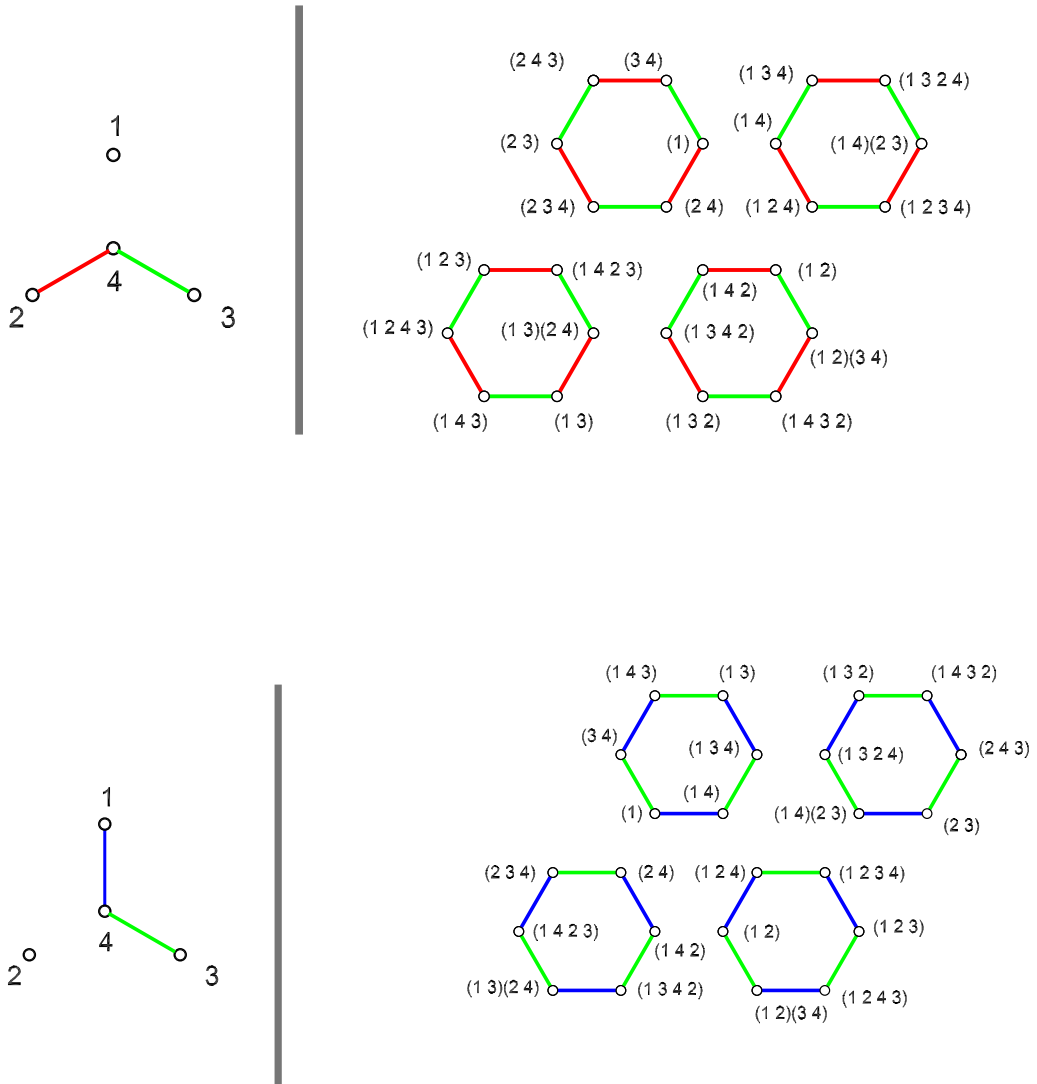 (2 4 3) (3 4) (1 3 4) (1 3 2 4)
1 (2 3) (1) (1 4) (1 4)(2 3)
(2 3 4) (2 4) (1 2 4) (1 2 3 4)
4
2 3
(1 2 3) (1 4 2 3) (1 4 2) (1 2)
(1 2 4 3) (1 3)(2 4) (1 3 4 2) (1 2)(3 4)
(1 4 3) (1 3) (1 3 2) (1 4 3 2)
(1 4 3) (1 3) (1 3 2) (1 4 3 2)
(3 4) (1 3 4) (1 3 2 4) (2 4 3)
(1) (1 4) (1 4)(2 3) (2 3)
1
4
2 3
(2 3 4) (2 4) (1 2 4) (1 2 3 4)
(1 4 2 3) (1 4 2) (1 2) (1 2 3)
(1 3)(2 4) (1 3 4 2) (1 2)(3 4) (1 2 4 3)